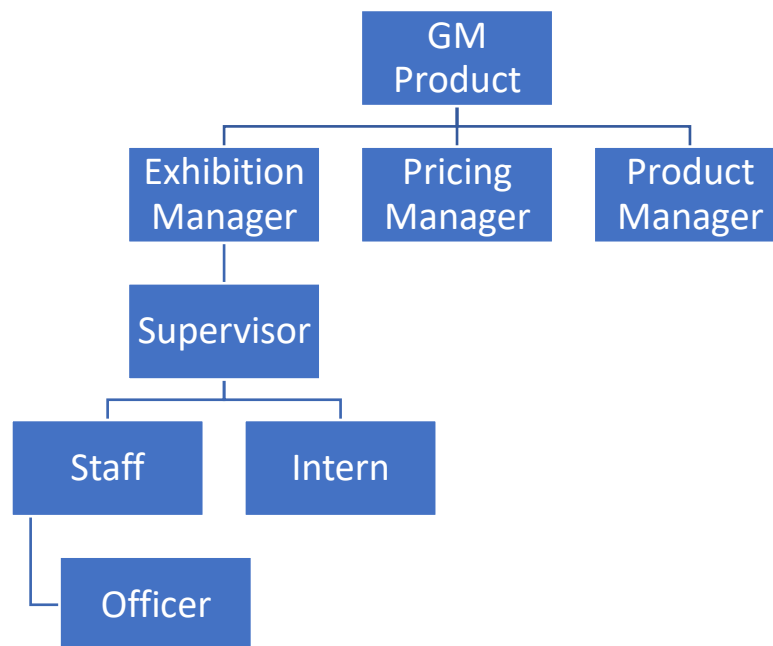 GM
Product
Exhibition
Manager
Pricing
Manager
Product
Manager
Supervisor
Staff
Intern
Officer